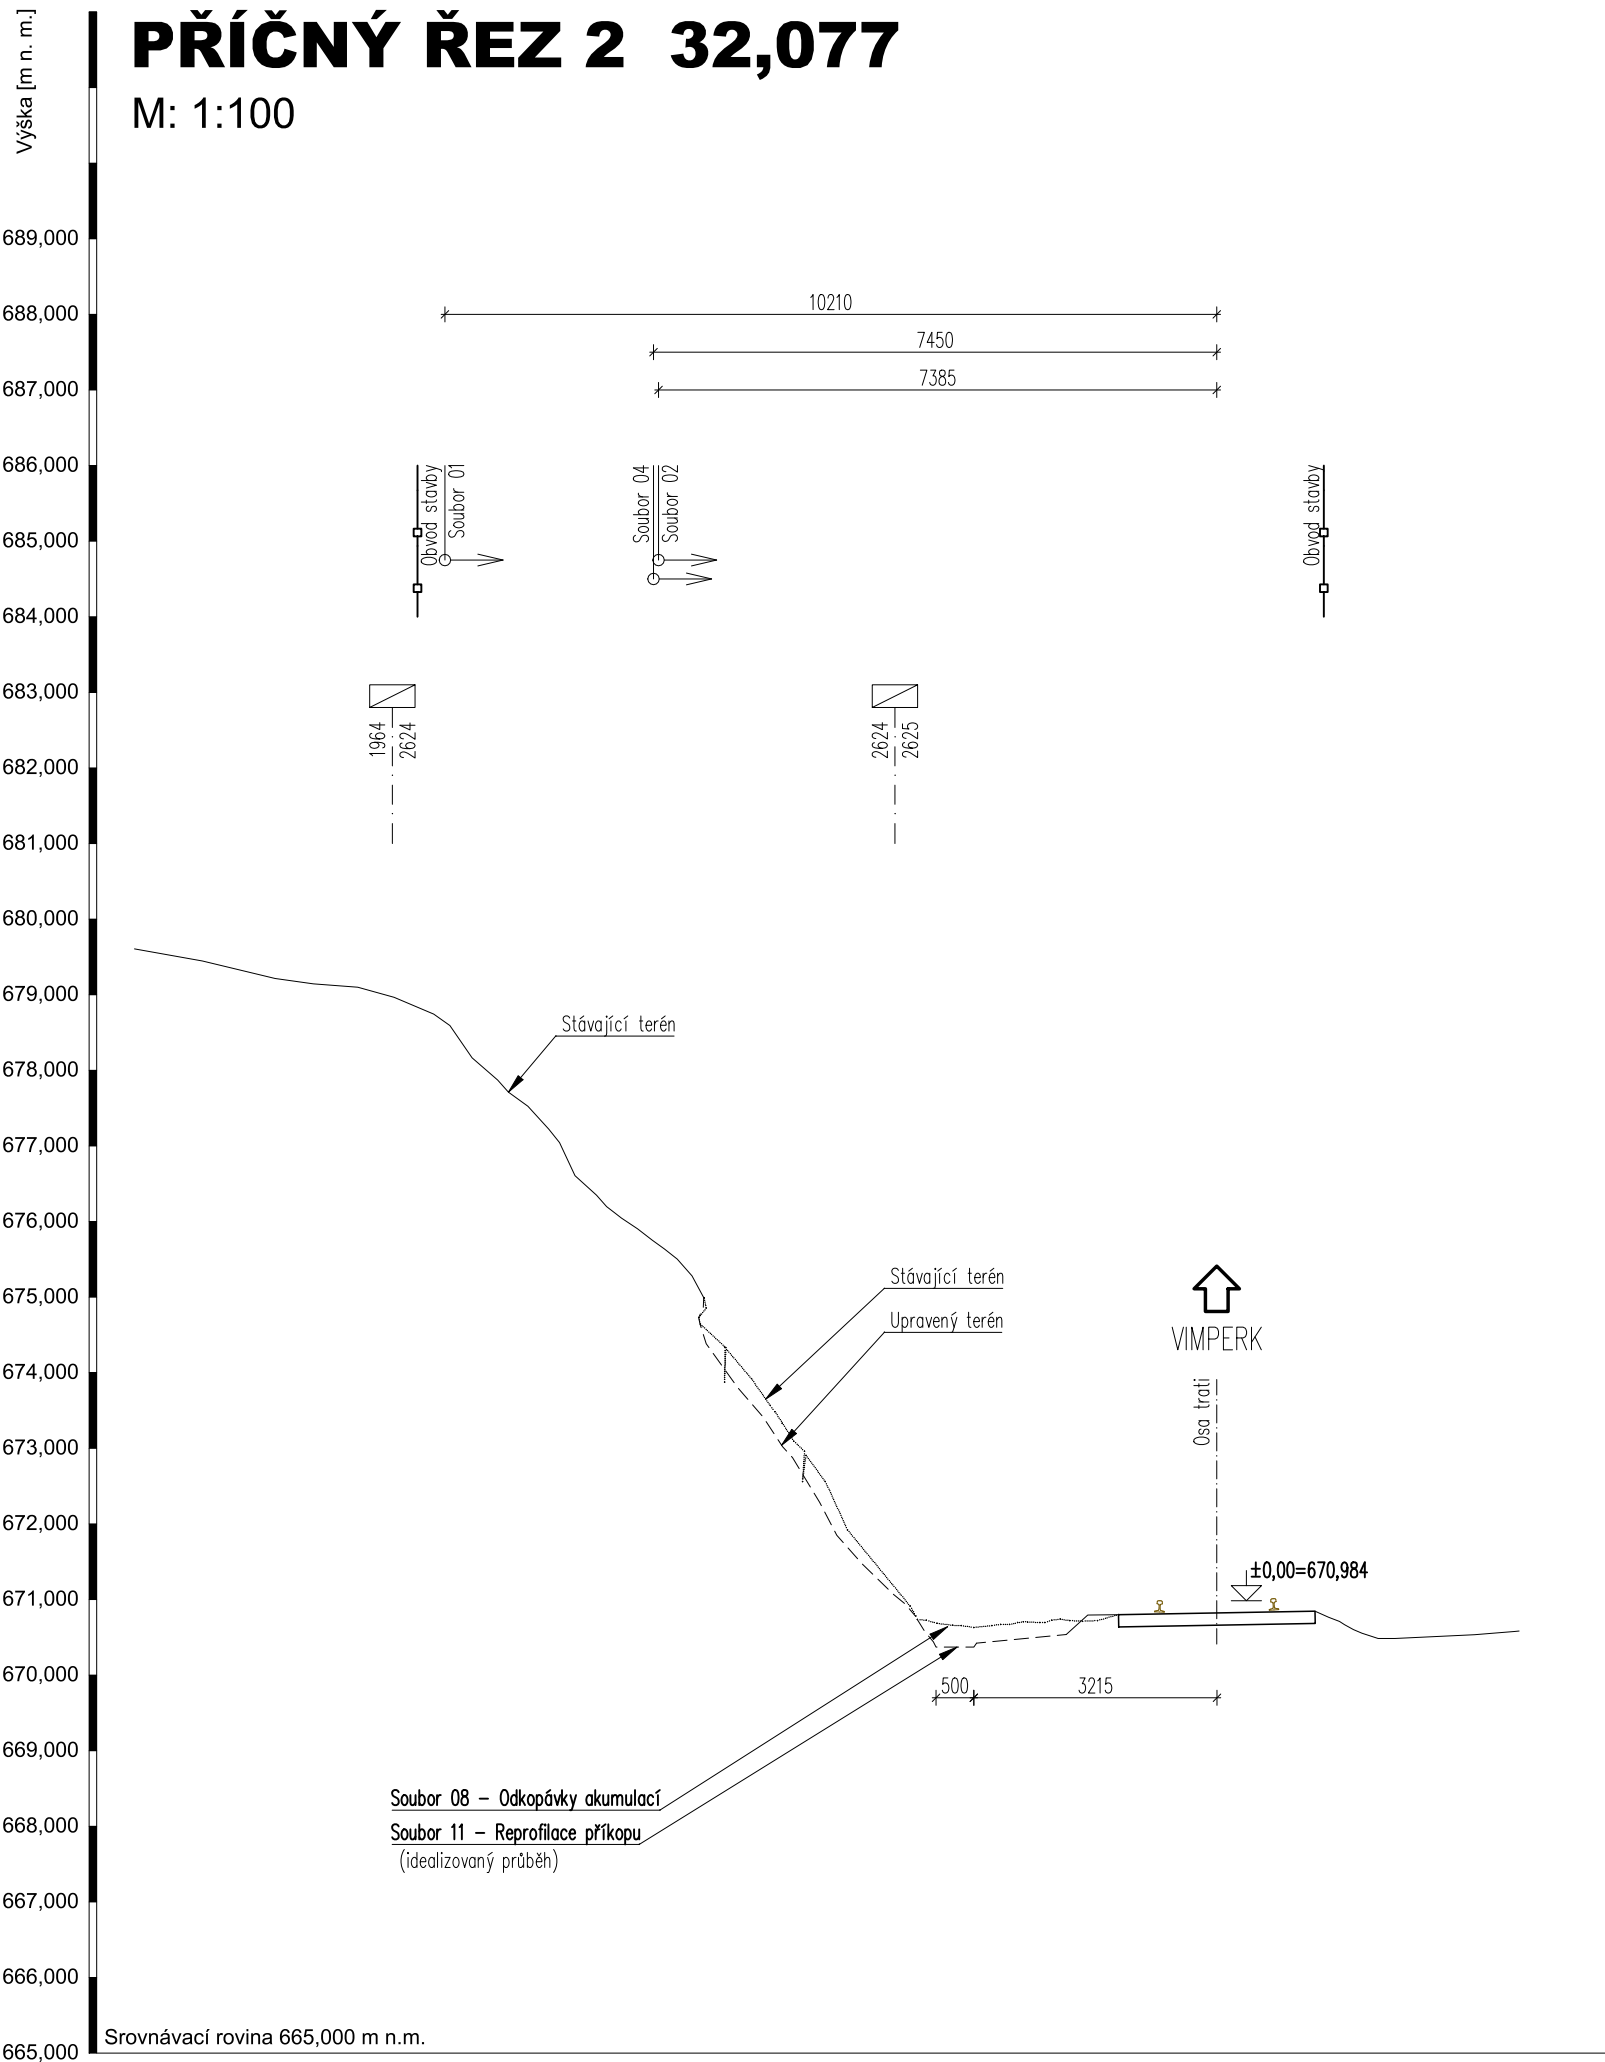 Výška [m n. m.]
PŘÍČNÝ ŘEZ 2 32,077
M: 1:100
689,000
688,000
687,000
686,000
685,000
684,000
683,000
682,000
681,000
680,000
679,000
678,000
677,000
676,000
675,000
674,000
673,000
672,000
671,000
670,000
669,000
668,000
667,000
666,000
665,000
10210
7450
7385
Obvod stavby
Soubor 01
Soubor 04
Soubor 02
Obvod stavby
1964
2624
2624
2625
Stávající terén
Stávající terén
Upravený terén
VIMPERK
Osa trati
±0,00=670,984
500
3215
Soubor 08 – Odkopávky akumulací
Soubor 11 – Reprofilace příkopu
(idealizovaný průběh)
Srovnávací rovina 665,000 m n.m.